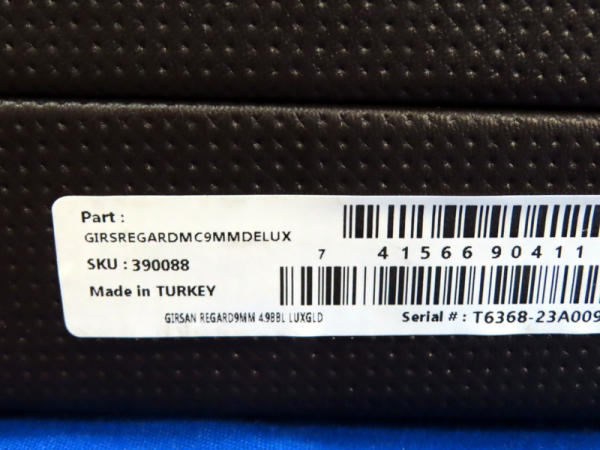 Part :
GIRSREGARDMC9MMDELUX
7 41566 90411
SKU : 390088
Made in TURKEY
GIRSAN REGARD9MM 4.9BBL LUXGLD
Serial # : T6368-23A009